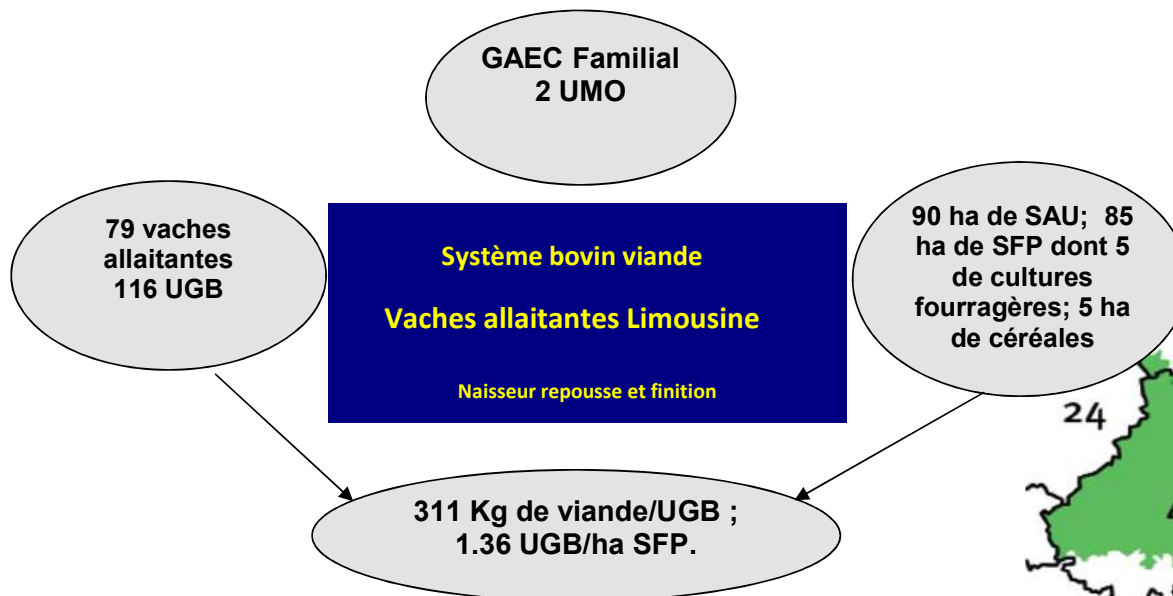 GAEC Familial
2 UMO
79 vaches
allaitantes
116 UGB
Système bovin viande
Vaches allaitantes Limousine
Naisseur repousse et finition
90 ha de SAU; 85
ha de SFP dont 5
de cultures
fourragères; 5 ha
de céréales
24
311 Kg de viande/UGB ;
1.36 UGB/ha SFP.